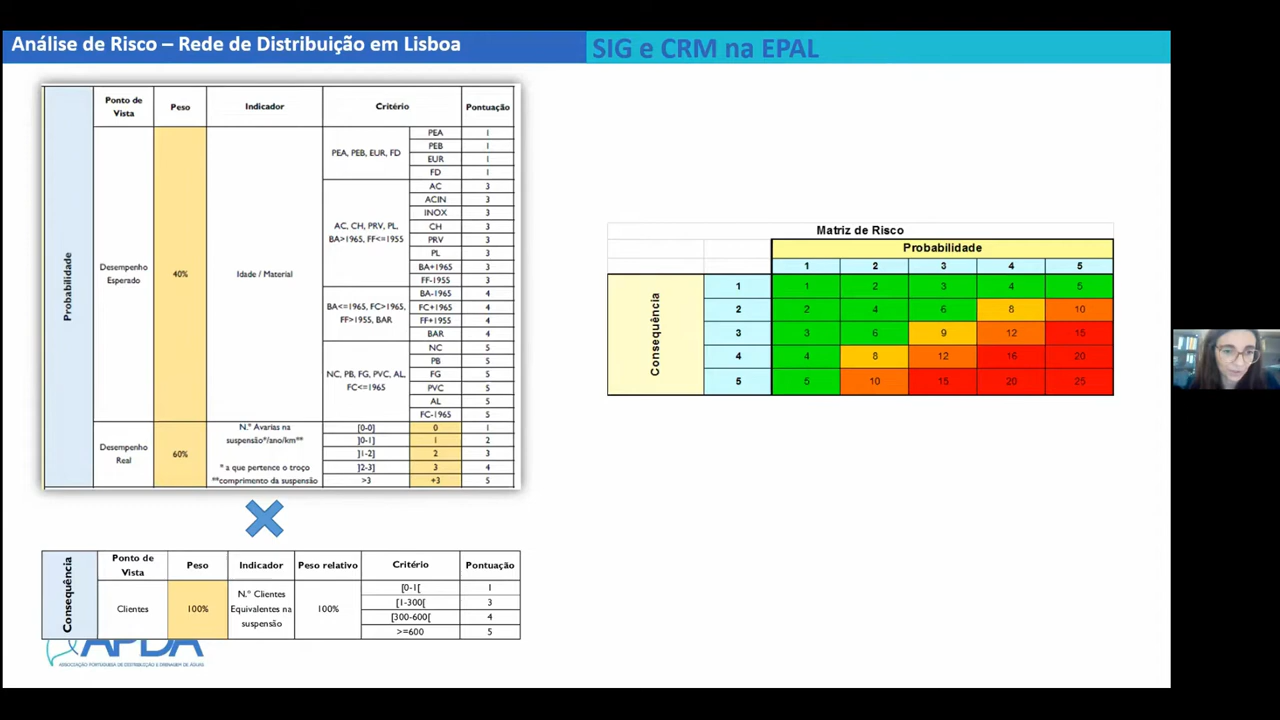 Análise de Risco – Rede de Distribuição em Lisboa
SIG e CRM na EPAL
Probabilidade
Ponto de Vista
Peso
Indicador
Critério
Pontuação
Desempenho Esperado
40%
Idade / Material
PEA, PEB, EUR, FD
PEA 1
PEB 1
EUR 1
FD 1
AC, CH, PRV, PL,
BA>1965, FF<=1955
AC 3
ACIN 3
INOX 3
CH 3
PRV 3
PL 3
BA+1965 3
FF-1955 3
BA<=1965, FC>1965,
FF>1955, BAR
BA-1965 4
FC+1965 4
FF+1955 4
BAR 4
NC, PB, FG, PVC, AL,
FC<=1965
NC 5
PB 5
FG 5
PVC 5
AL 5
FC-1965 5
Desempenho Real
60%
N.º Avarias na
suspensão*/ano/km**
* a que pertence o troço
**comprimento da suspensão
[0-0] 0 1
]0-1] 1 2
]1-2] 2 3
]2-3] 3 4
>3 +3 5
Consequência
Ponto de Vista
Peso
Indicador
Peso relativo
Critério
Pontuação
Clientes
100%
N.º Clientes
Equivalentes na
suspensão
100%
[0-1[ 1
[1-300[ 3
[300-600[ 4
>=600 5
APDA
ASSOCIAÇÃO PORTUGUESA DE DISTRIBUIÇÃO E DRENAGEM DE ÁGUAS
Matriz de Risco
Probabilidade
1 2 3 4 5
Consequência
1 1 2 3 4 5
2 2 4 6 8 10
3 3 6 9 12 15
4 4 8 12 16 20
5 5 10 15 20 25